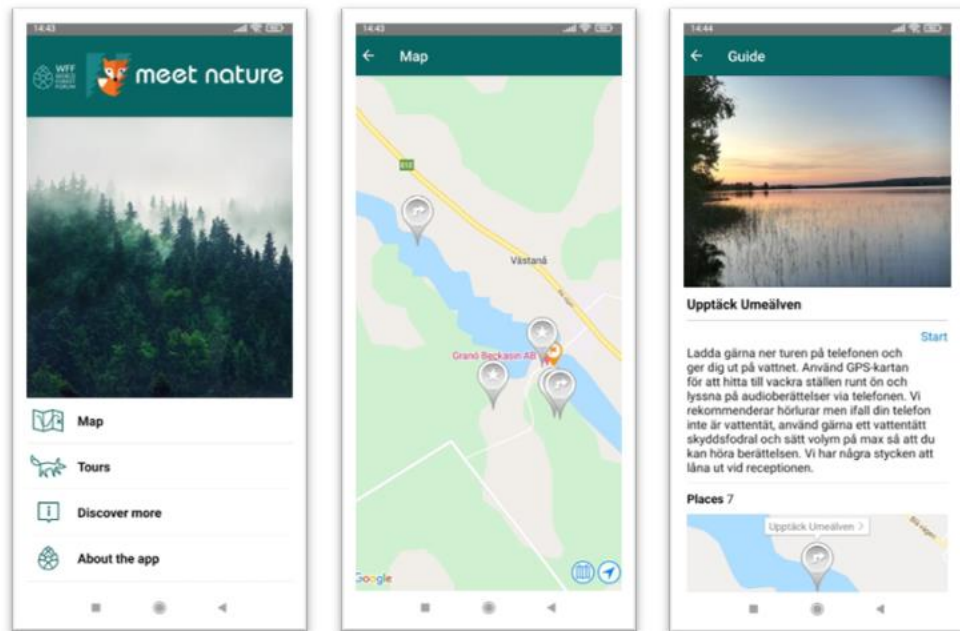 14:43
WFF
WORLD
FOREST
FORUM
meet nature
Map
Tours
Discover more
About the app
14:43
Map
E12
Västanå
Blå vägen
Granö Beckasin AB
Google
14:44
Guide
Upptäck Umeälven
Start
Ladda gärna ner turen på telefonen och
ger dig ut på vattnet. Använd GPS-kartan
för att hitta till vackra ställen runt ön och
lyssna på audioberättelser via telefonen. Vi
rekommenderar hörlurar men ifall din telefon
inte är vattentät, använd gärna ett vattentätt
skyddsfodral och sätt volym på max så att du
kan höra berättelsen. Vi har några stycken att
låna ut vid receptionen.
Places 7
Upptäck Umeälven >
Blå vägen